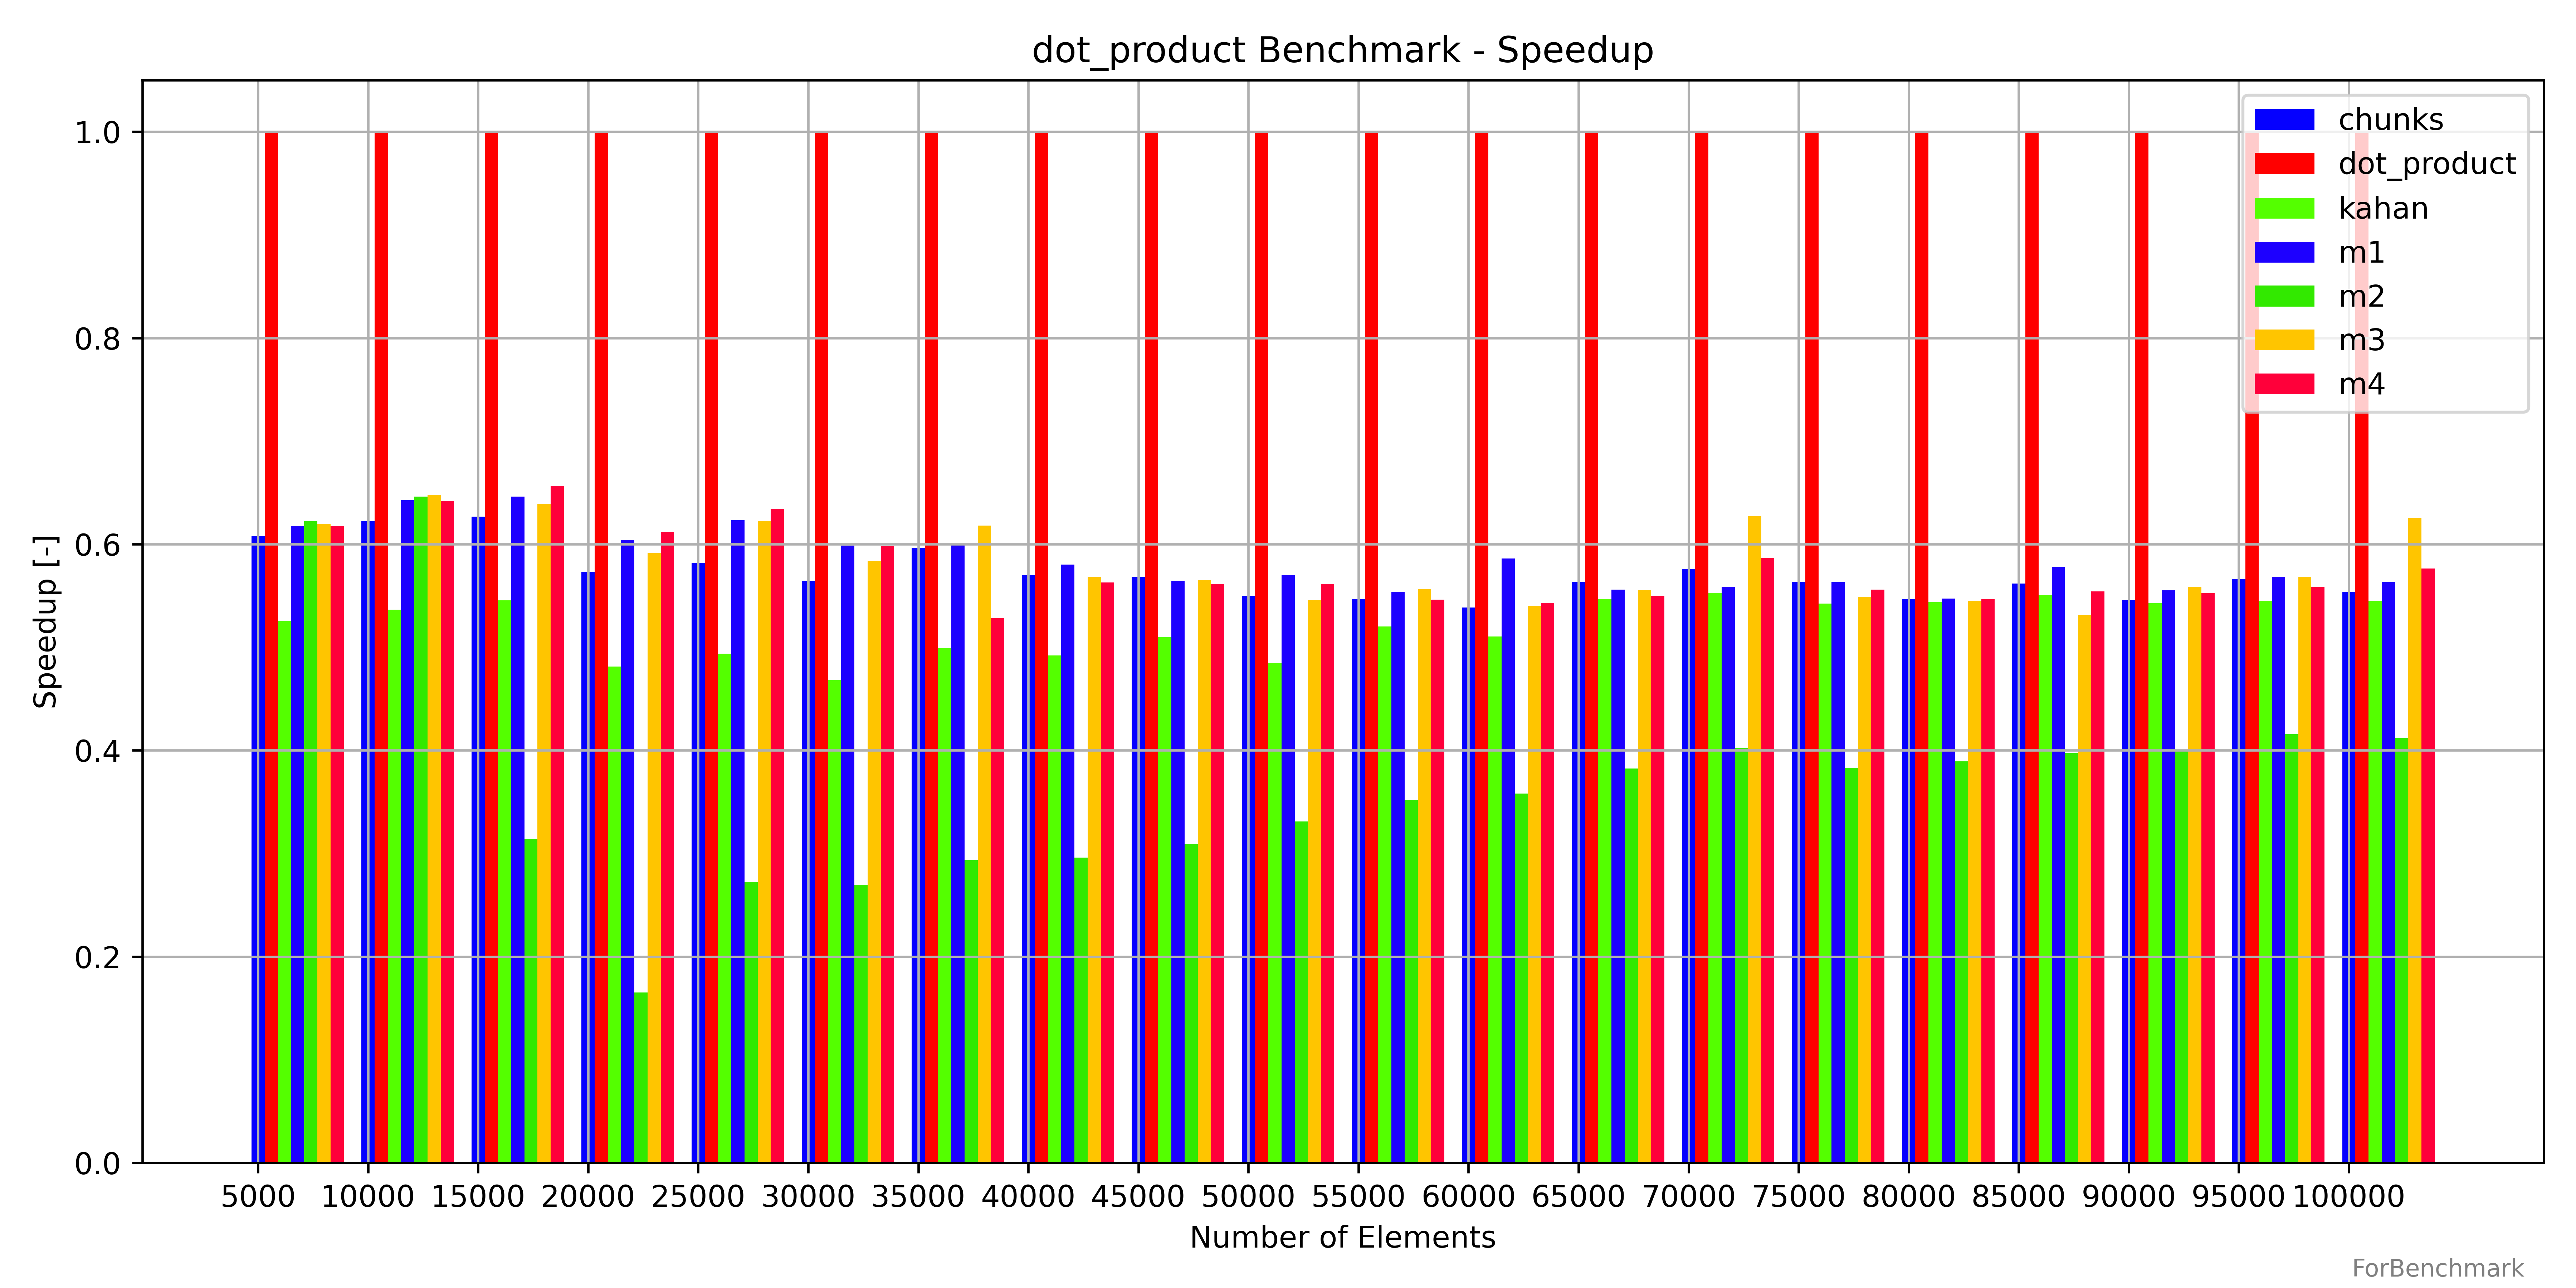 dot_product Benchmark - Speedup
chunks
dot_product
kahan
m1
m2
m3
m4
Speedup [-]
1.0
0.8
0.6
0.4
0.2
0.0
5000 10000 15000 20000 25000 30000 35000 40000 45000 50000 55000 60000 65000 70000 75000 80000 85000 90000 95000 100000
Number of Elements
ForBenchmark